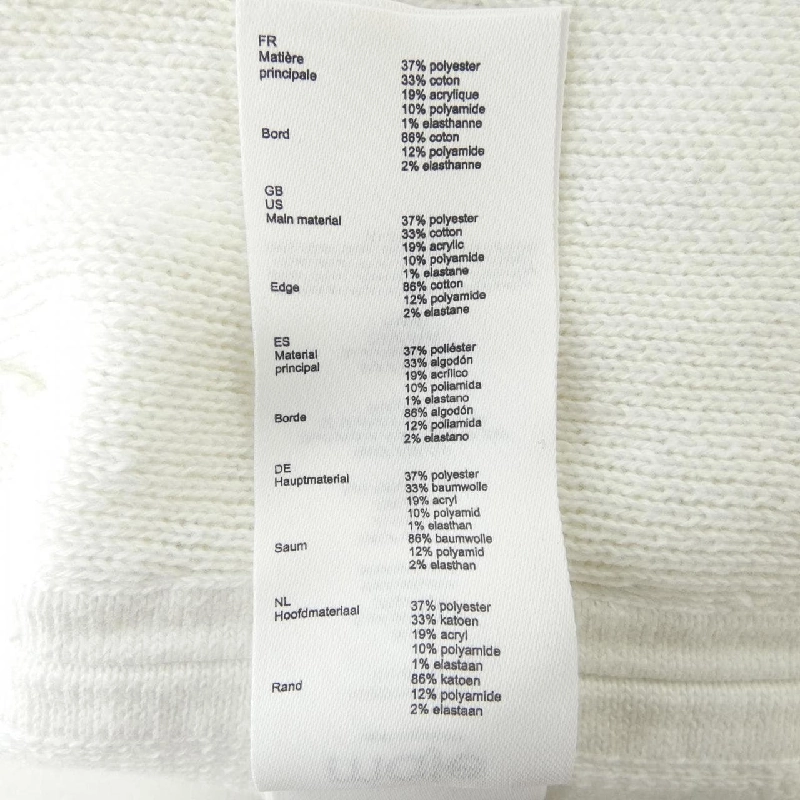 FR
Matière
principale
37% polyester
33% coton
19% acrylique
10% polyamide
1% elasthanne
Bord
86% coton
12% polyamide
2% elasthanne
GB
US
Main material
37% polyester
33% cotton
19% acrylic
10% polyamide
1% elastane
Edge
86% cotton
12% polyamide
2% elastane
ES
Material
principal
37% poliéster
33% algodón
19% acrílico
10% poliamida
1% elastano
Borde
86% algodón
12% poliamida
2% elastano
DE
Hauptmaterial
37% polyester
33% baumwolle
19% acryl
10% polyamid
1% elasthan
Saum
86% baumwolle
12% polyamid
2% elasthan
NL
Hoofdmateriaal
37% polyester
33% katoen
19% acryl
10% polyamide
1% elastaan
Rand
86% katoen
12% polyamide
2% elastaan